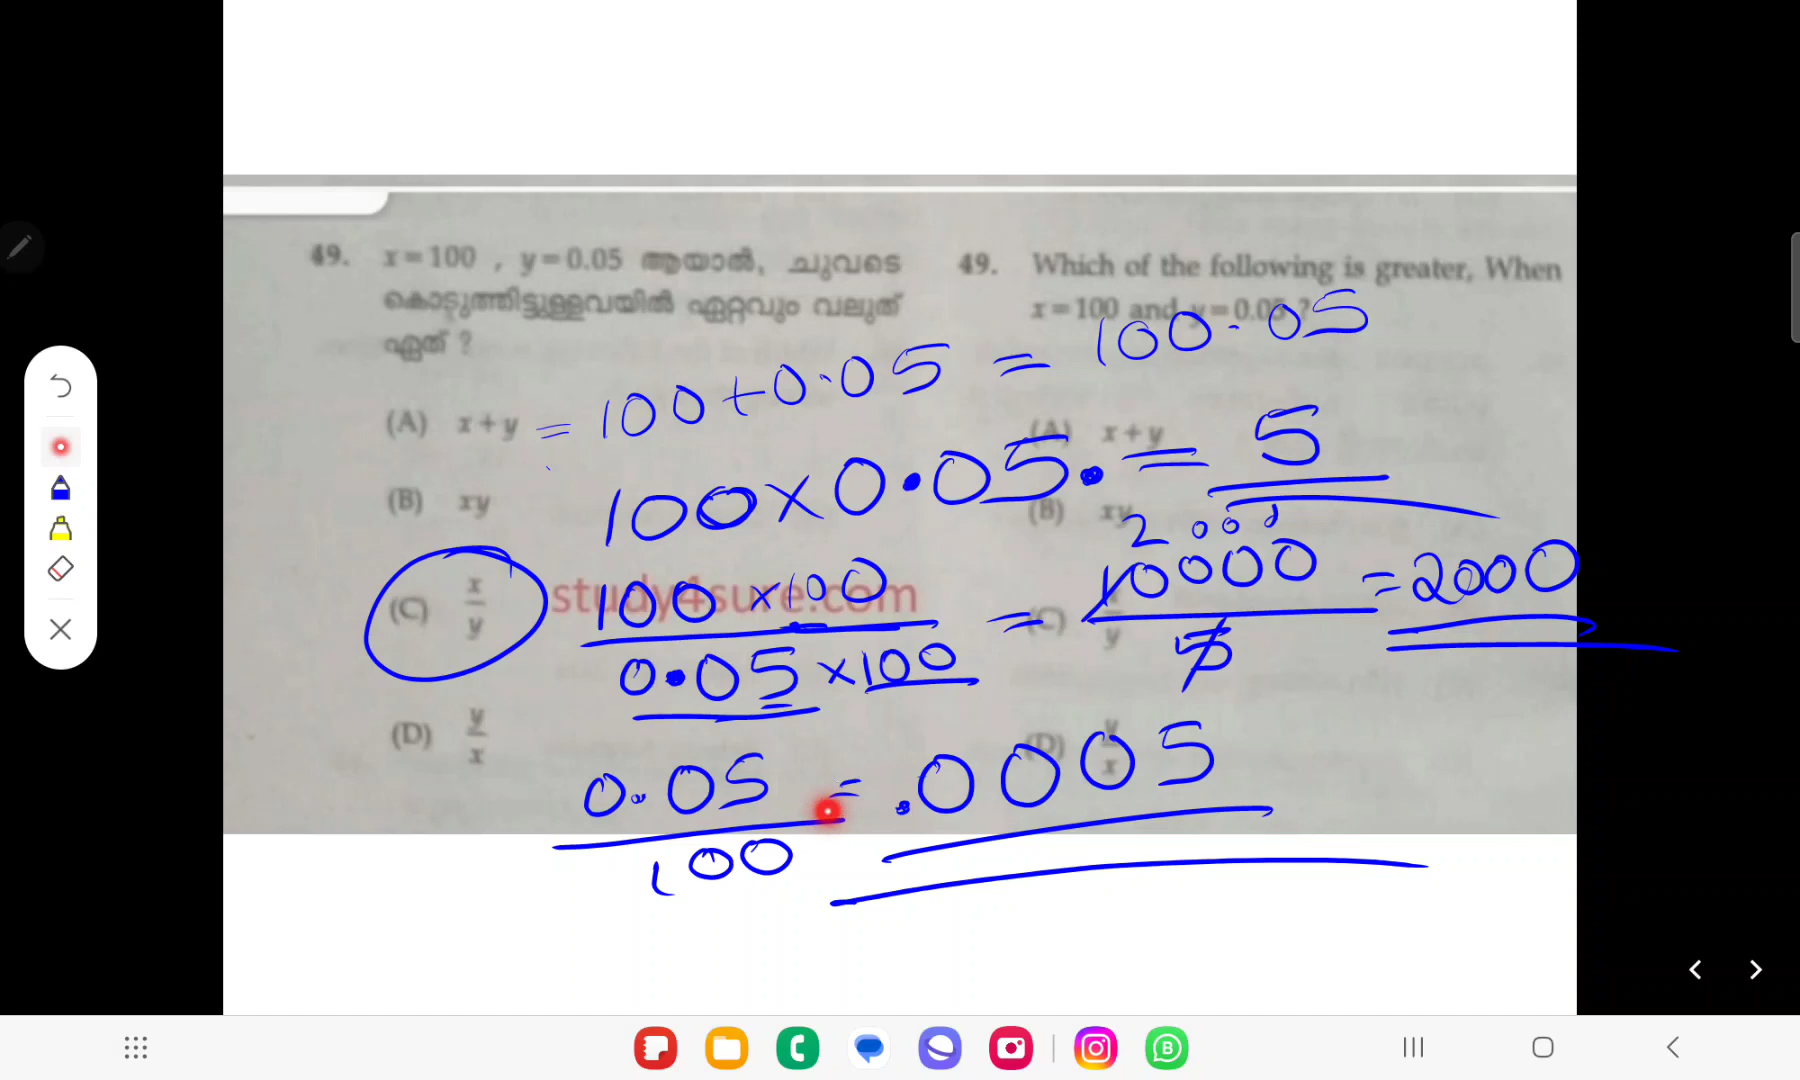 49. x=100 , y=0.05 ആയാൽ, ചുവടെ
കൊടുത്തിട്ടുള്ളവയിൽ ഏറ്റവും വലുത്
ഏത് ?
(A) x+y
(B) xy
(C) x/y
(D) y/x
49. Which of the following is greater, When
x=100 and y=0.05 ?
(A) x+y
(B) xy
(C) x/y
(D) y/x
= 100+0.05 = 100.05
100×0.05. = 5
study4sure.com
100×100 / 0.05×100 = 10000 / 5 = 2000
2000
0.05 / 100 = .0005